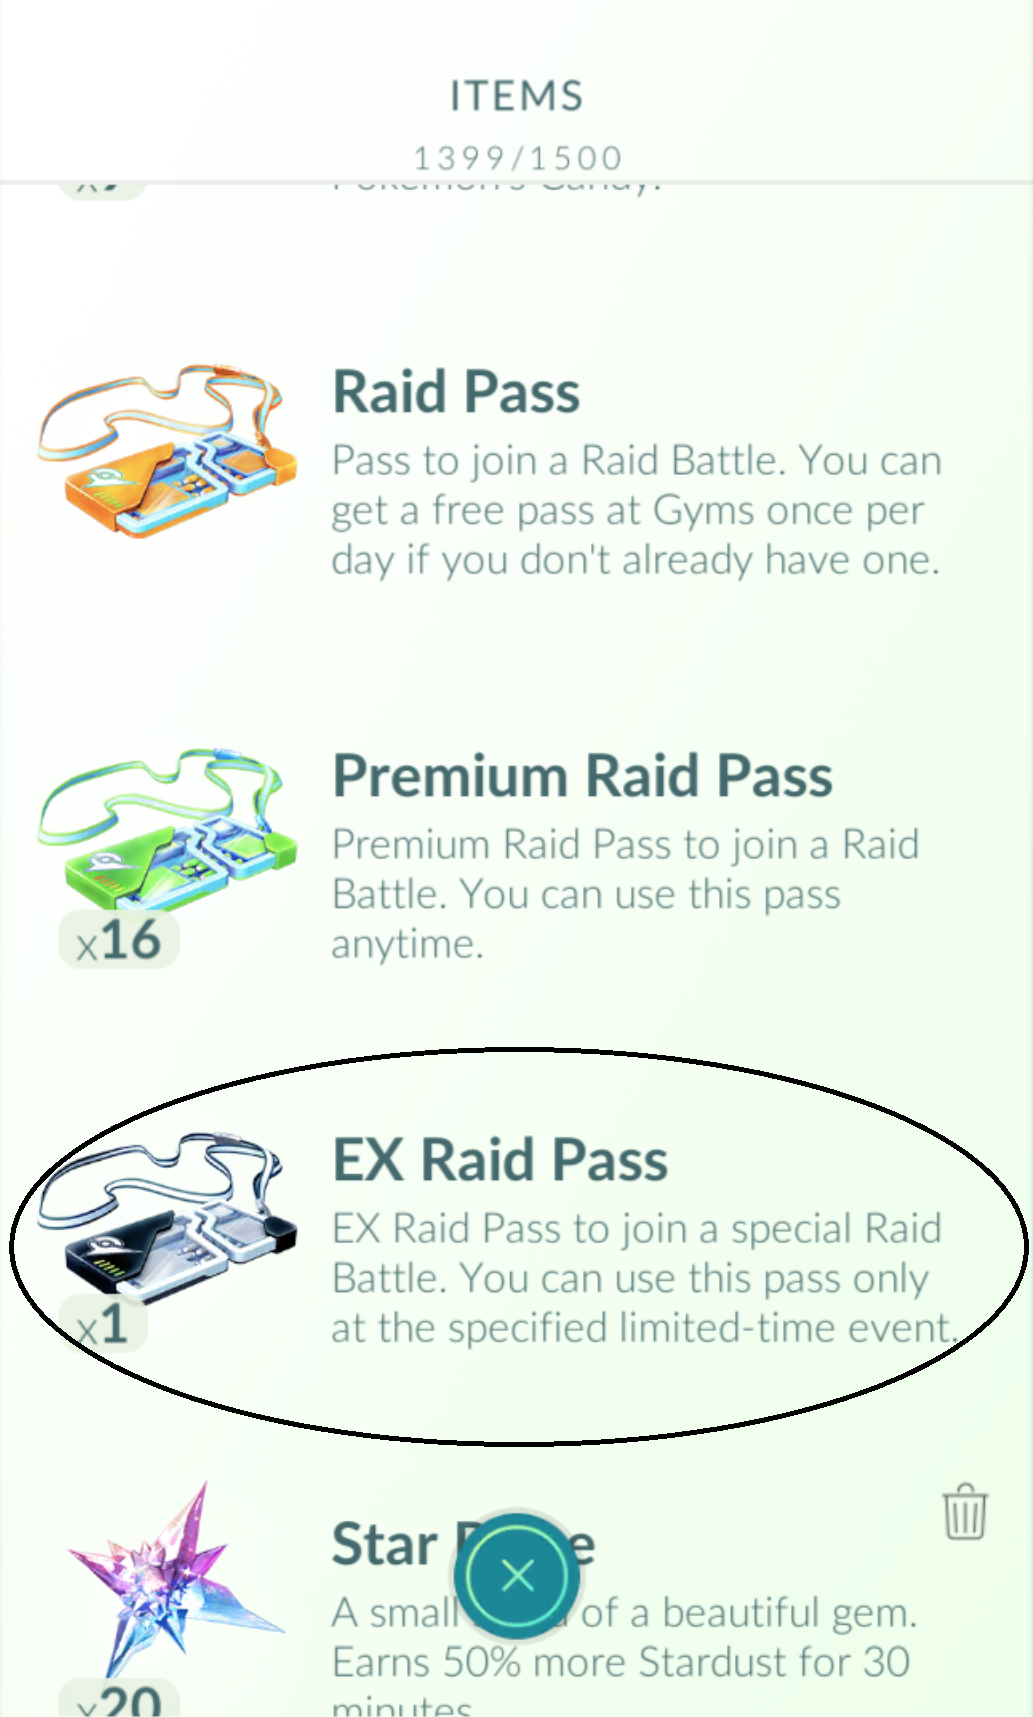 ITEMS
1399/1500
Pokémon's Candy.
Raid Pass
Pass to join a Raid Battle. You can
get a free pass at Gyms once per
day if you don't already have one.
Premium Raid Pass
Premium Raid Pass to join a Raid
Battle. You can use this pass
anytime.
x16
EX Raid Pass
EX Raid Pass to join a special Raid
Battle. You can use this pass only
at the specified limited-time event.
x1
Star
A small of a beautiful gem.
Earns 50% more Stardust for 30
minutes
x20